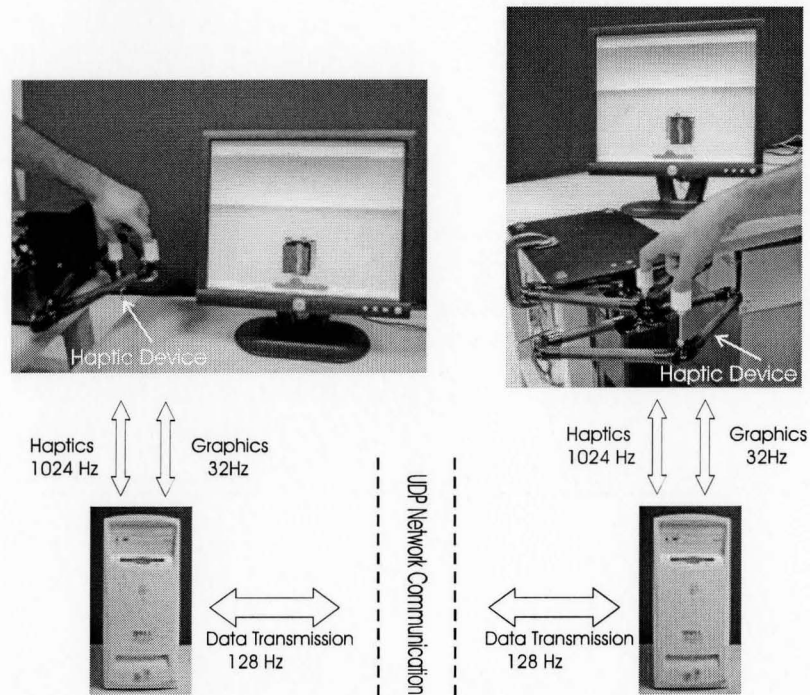 Haptic Device
Haptic Device
Haptics
1024 Hz
Graphics
32Hz
Haptics
1024 Hz
Graphics
32Hz
UDP Network Communication
Data Transmission
128 Hz
Data Transmission
128 Hz